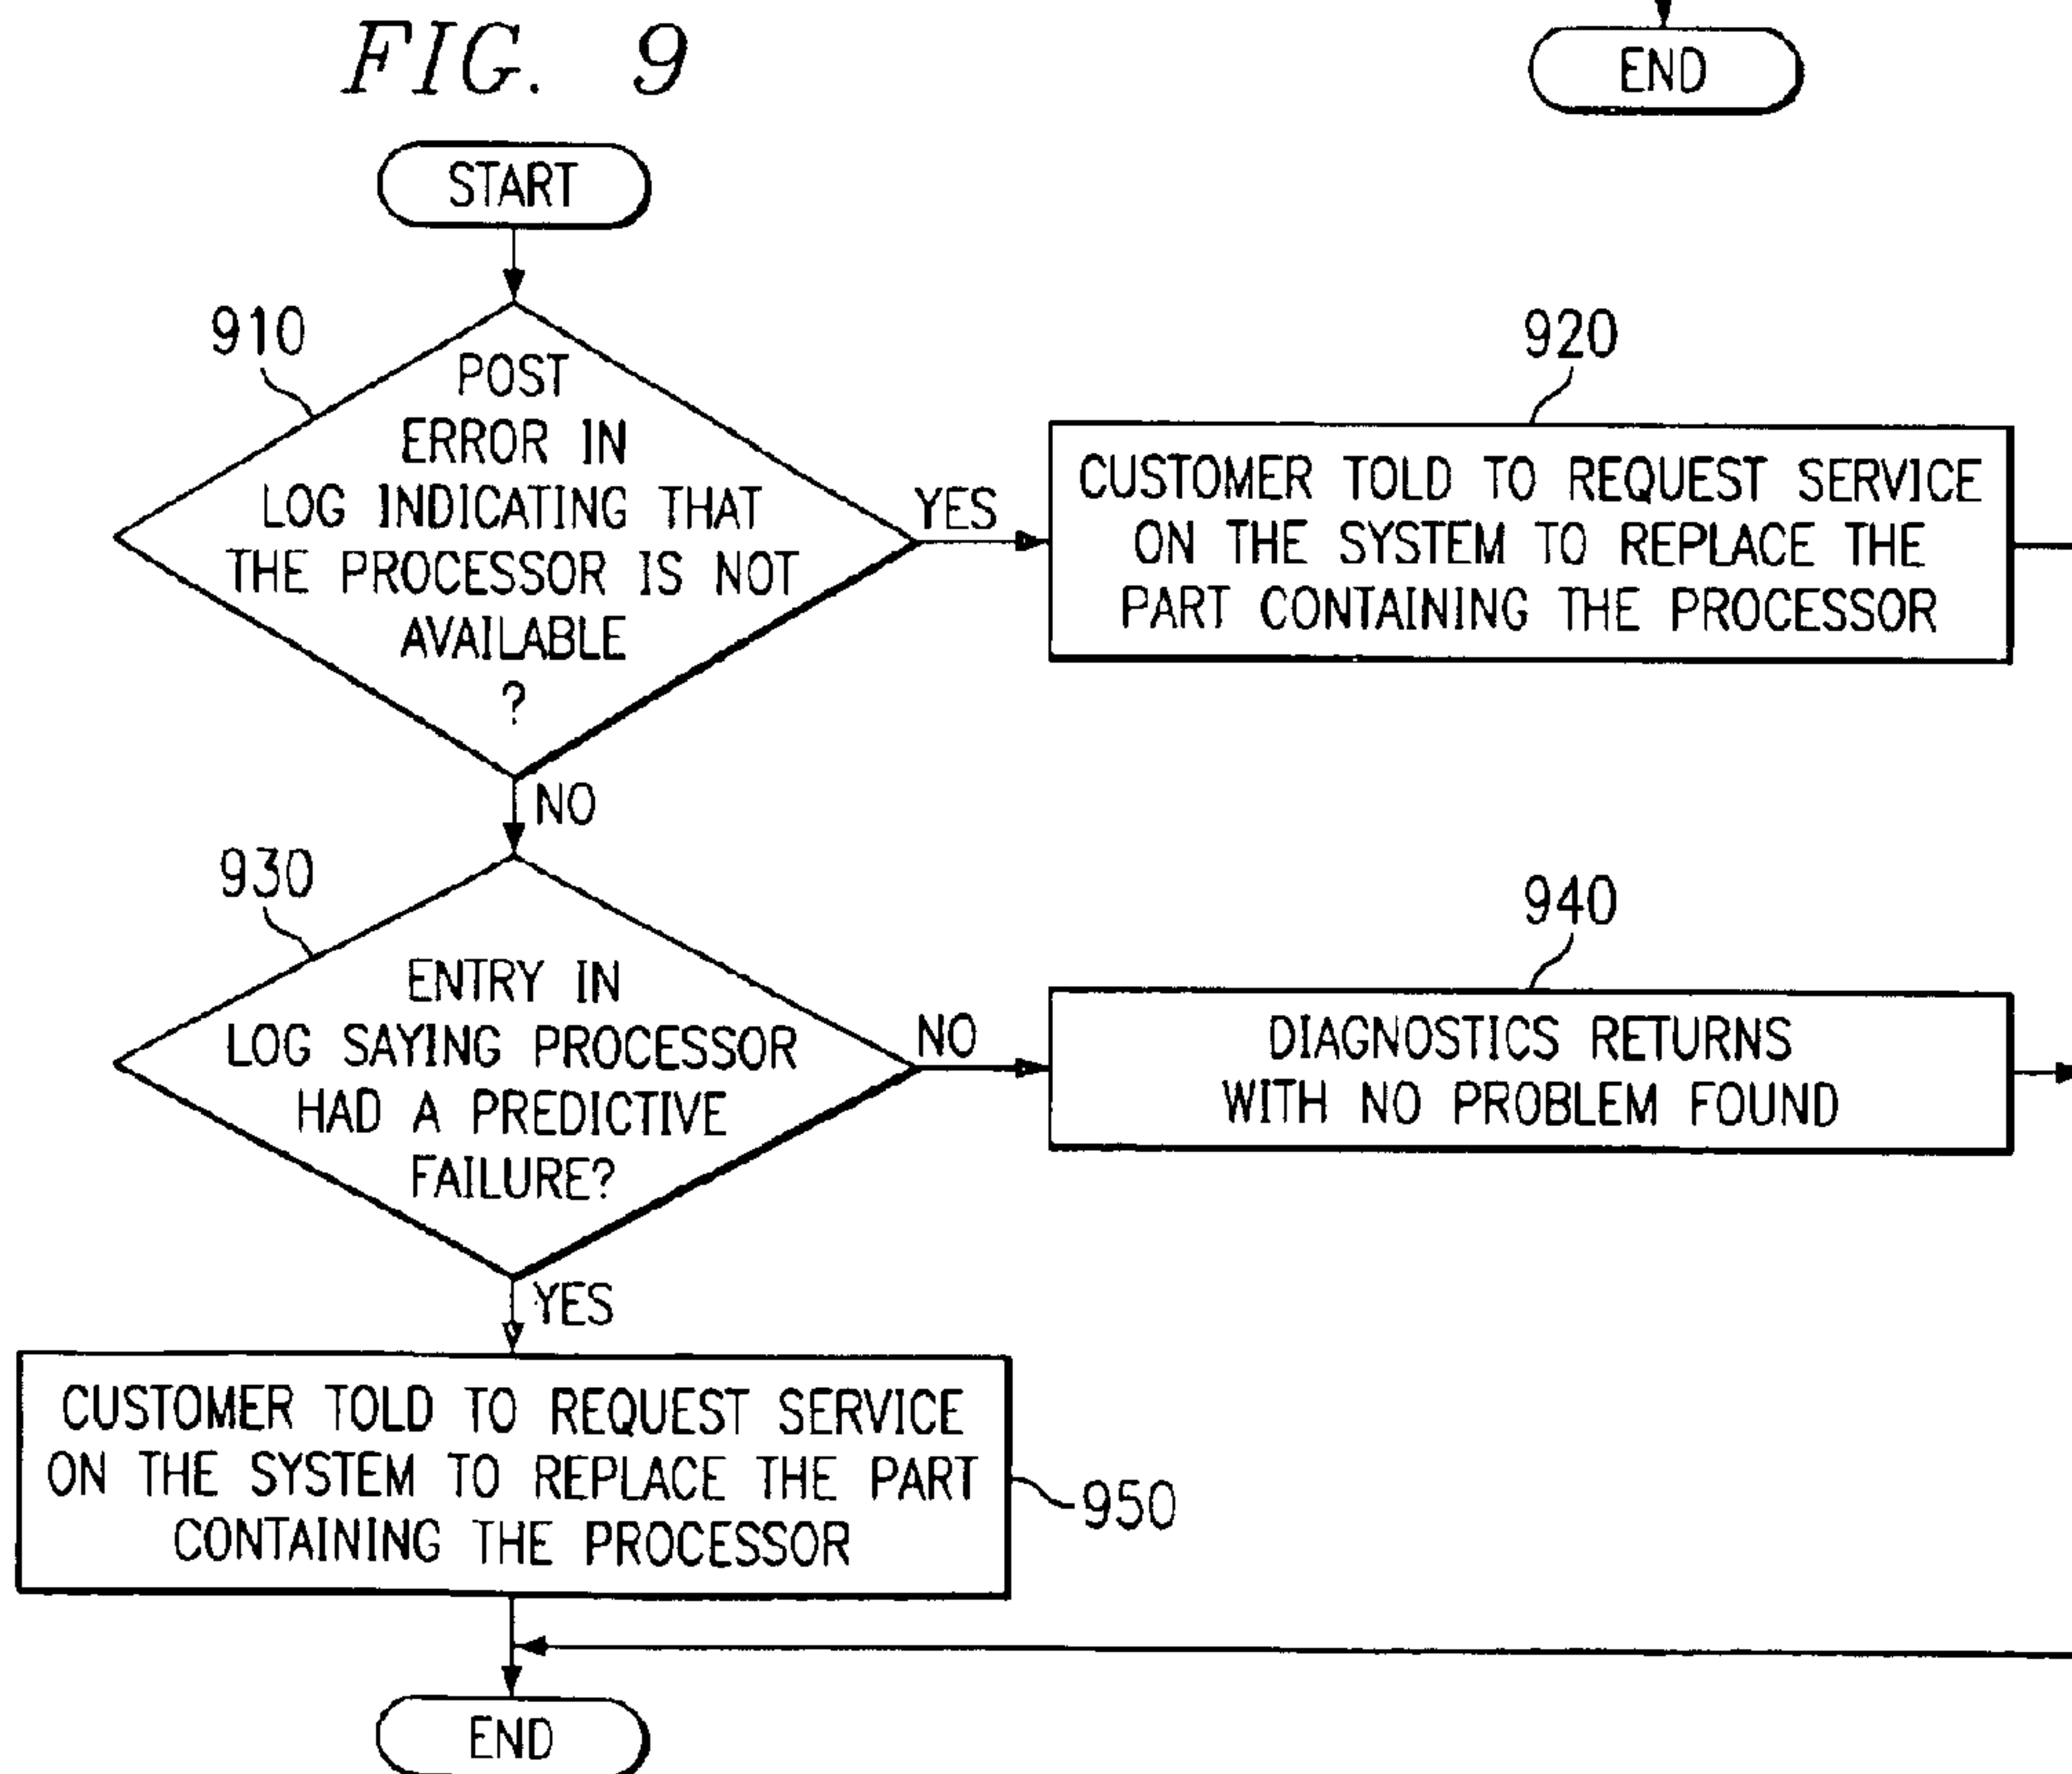 FIG. 9
END
START
910
POST
ERROR IN
LOG INDICATING THAT
THE PROCESSOR IS NOT
AVAILABLE
?
YES
920
CUSTOMER TOLD TO REQUEST SERVICE
ON THE SYSTEM TO REPLACE THE
PART CONTAINING THE PROCESSOR
NO
930
ENTRY IN
LOG SAYING PROCESSOR
HAD A PREDICTIVE
FAILURE?
NO
940
DIAGNOSTICS RETURNS
WITH NO PROBLEM FOUND
YES
CUSTOMER TOLD TO REQUEST SERVICE
ON THE SYSTEM TO REPLACE THE PART
CONTAINING THE PROCESSOR
950
END